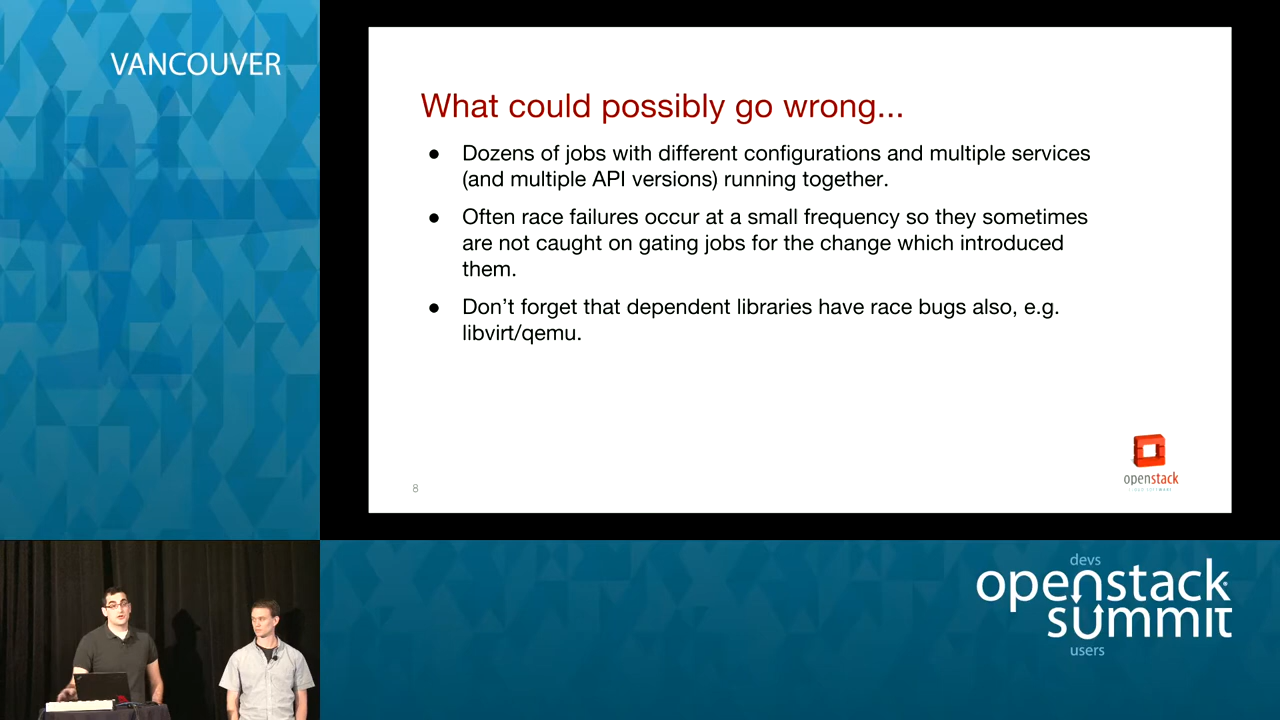 VANCOUVER
What could possibly go wrong...
● Dozens of jobs with different configurations and multiple services
(and multiple API versions) running together.
● Often race failures occur at a small frequency so they sometimes
are not caught on gating jobs for the change which introduced
them.
● Don’t forget that dependent libraries have race bugs also, e.g.
libvirt/qemu.
8
openstack
CLOUD SOFTWARE
devs
openstack
summit
users